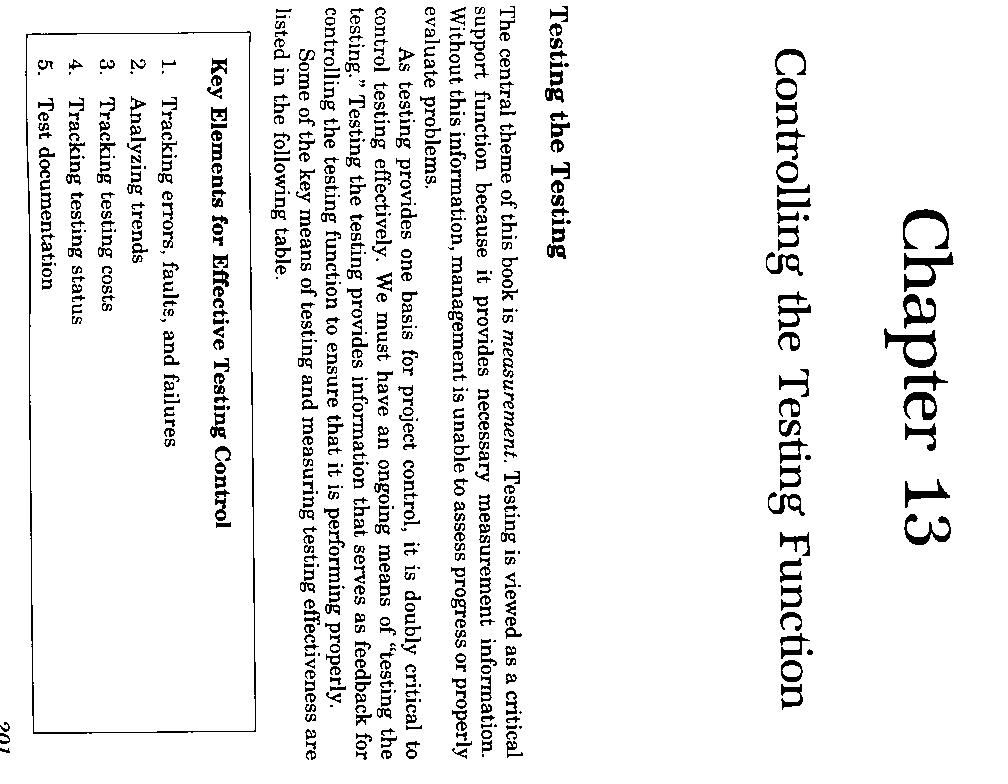 Chapter 13
Controlling the Testing Function
Testing the Testing
The central theme of this book is measurement. Testing is viewed as a critical
support function because it provides necessary measurement information.
Without this information, management is unable to assess progress or properly
evaluate problems.
As testing provides one basis for project control, it is doubly critical to
control testing effectively. We must have an ongoing means of "testing the
testing." Testing the testing provides information that serves as feedback for
controlling the testing function to ensure that it is performing properly.
Some of the key means of testing and measuring testing effectiveness are
listed in the following table.
Key Elements for Effective Testing Control
1. Tracking errors, faults, and failures
2. Analyzing trends
3. Tracking testing costs
4. Tracking testing status
5. Test documentation
201